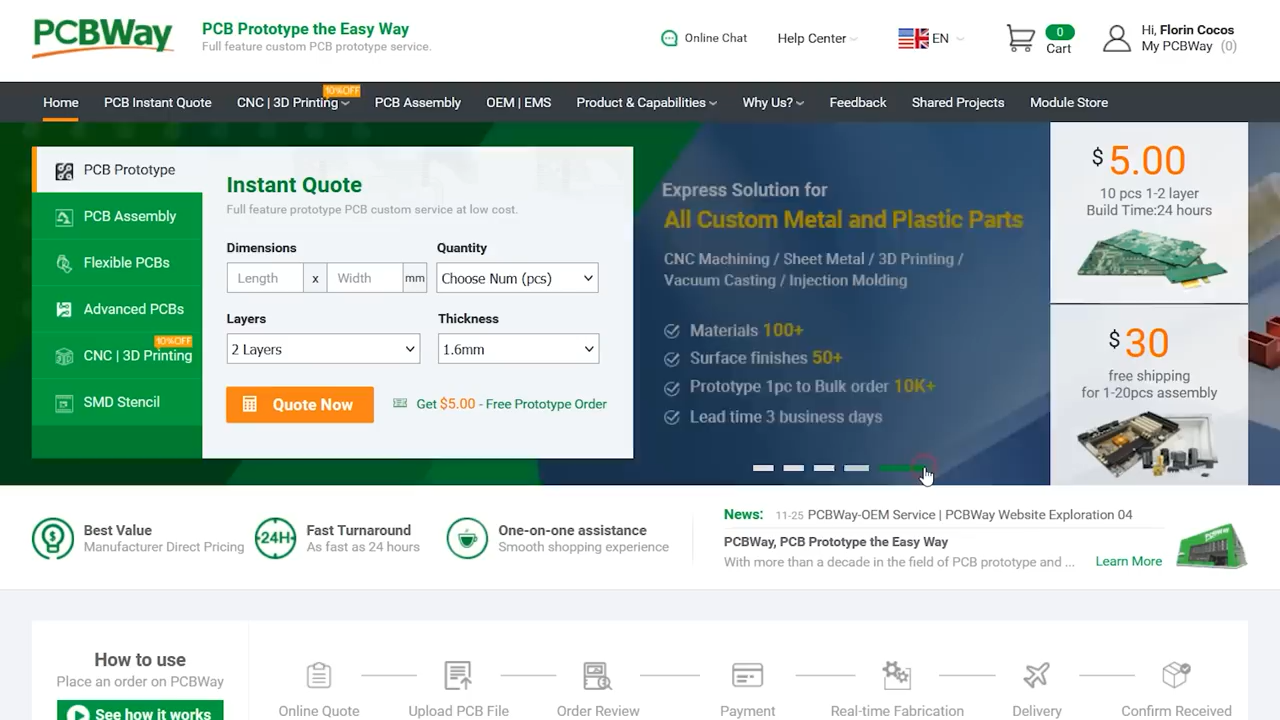 PCBWay
PCB Prototype the Easy Way
Full feature custom PCB prototype service.
Online Chat
Help Center
EN
0
Cart
Hi, Florin Cocos
My PCBWay (0)
Home
PCB Instant Quote
CNC | 3D Printing
10%OFF
PCB Assembly
OEM | EMS
Product & Capabilities
Why Us?
Feedback
Shared Projects
Module Store
PCB Prototype
PCB Assembly
Flexible PCBs
Advanced PCBs
10%OFF
CNC | 3D Printing
SMD Stencil
Instant Quote
Full feature prototype PCB custom service at low cost.
Dimensions
Quantity
Length x Width mm
Choose Num (pcs)
Layers
Thickness
2 Layers
1.6mm
Quote Now
Get $5.00 - Free Prototype Order
Express Solution for
All Custom Metal and Plastic Parts
CNC Machining / Sheet Metal / 3D Printing /
Vacuum Casting / Injection Molding
Materials 100+
Surface finishes 50+
Prototype 1pc to Bulk order 10K+
Lead time 3 business days
$5.00
10 pcs 1-2 layer
Build Time:24 hours
$30
free shipping
for 1-20pcs assembly
Best Value
Manufacturer Direct Pricing
24H
Fast Turnaround
As fast as 24 hours
One-on-one assistance
Smooth shopping experience
News: 11-25 PCBWay-OEM Service | PCBWay Website Exploration 04
PCBWay, PCB Prototype the Easy Way
With more than a decade in the field of PCB prototype and ...
Learn More
How to use
Place an order on PCBWay
See how it works
Online Quote
Upload PCB File
Order Review
Payment
Real-time Fabrication
Delivery
Confirm Received